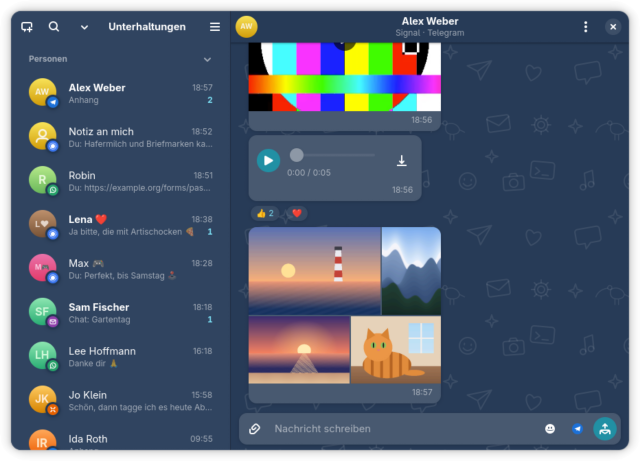 Unterhaltungen
Personen
AW
Alex Weber
18:57
Anhang
2
Notiz an mich
18:52
Du: Hafermilch und Briefmarken ka...
R
Robin
18:51
Du: https://example.org/forms/pas...
L❤
Lena ❤️
18:38
Ja bitte, die mit Artischocken 🍕
1
Max 🎮
18:28
Du: Perfekt, bis Samstag 🕹️
SF
Sam Fischer
18:18
Chat: Gartentag
1
LH
Lee Hoffmann
16:18
Danke dir 🙏
JK
Jo Klein
15:58
Schön, dann tagge ich es heute Ab...
IR
Ida Roth
09:55
AW
Alex Weber
Signal · Telegram
18:56
0:00 / 0:05
18:56
👍 2
❤️
18:57
Nachricht schreiben